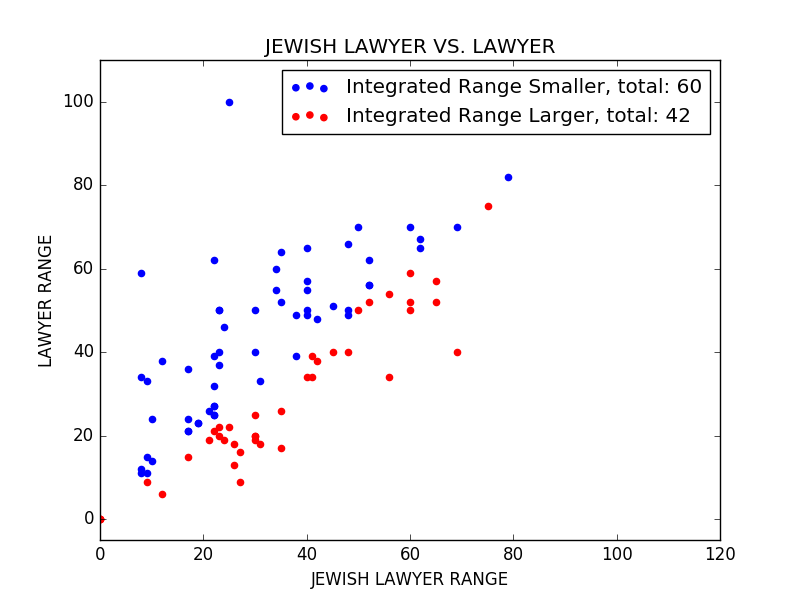 JEWISH LAWYER VS. LAWYER
Integrated Range Smaller, total: 60
Integrated Range Larger, total: 42
100
80
60
40
20
0
LAWYER RANGE
0 20 40 60 80 100 120
JEWISH LAWYER RANGE